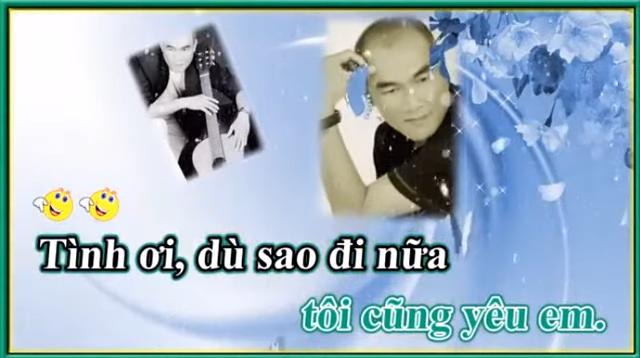 Tình ơi, dù sao đi nữa
tôi cũng yêu em.